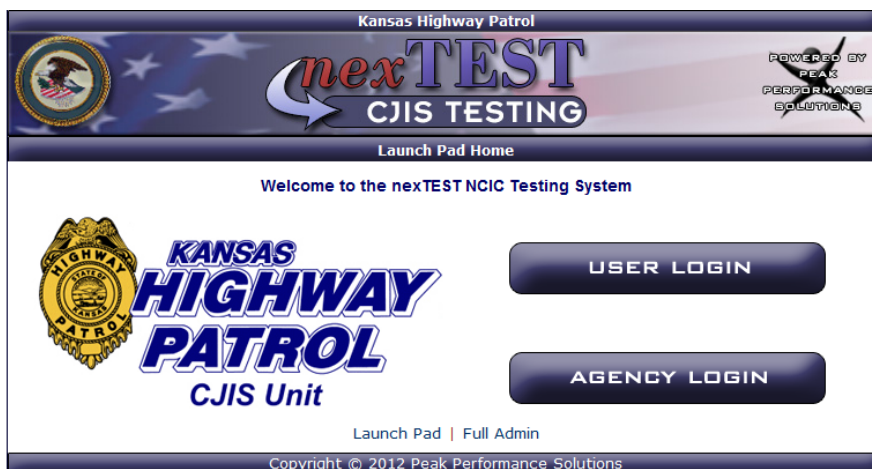 Kansas Highway Patrol
nexTEST
CJIS TESTING
POWERED BY
PEAK
PERFORMANCE
SOLUTIONS
Launch Pad Home
Welcome to the nexTEST NCIC Testing System
HIGHWAY
STATE OF
KANSAS
PATROL
KANSAS
HIGHWAY
PATROL
CJIS Unit
USER LOGIN
AGENCY LOGIN
Launch Pad | Full Admin
Copyright © 2012 Peak Performance Solutions